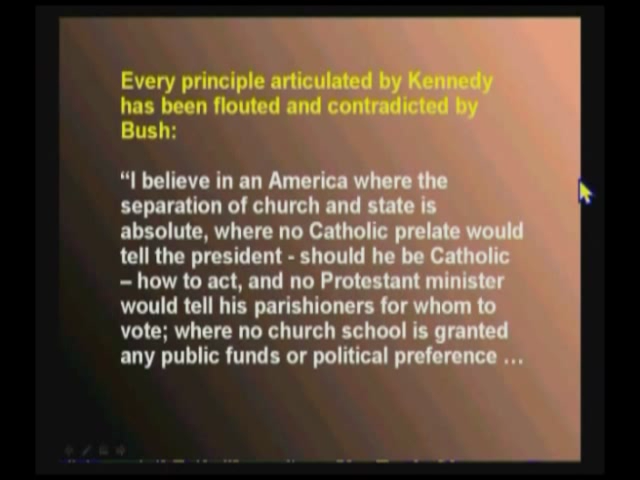 Every principle articulated by Kennedy
has been flouted and contradicted by
Bush:
“I believe in an America where the
separation of church and state is
absolute, where no Catholic prelate would
tell the president - should he be Catholic
– how to act, and no Protestant minister
would tell his parishioners for whom to
vote; where no church school is granted
any public funds or political preference …